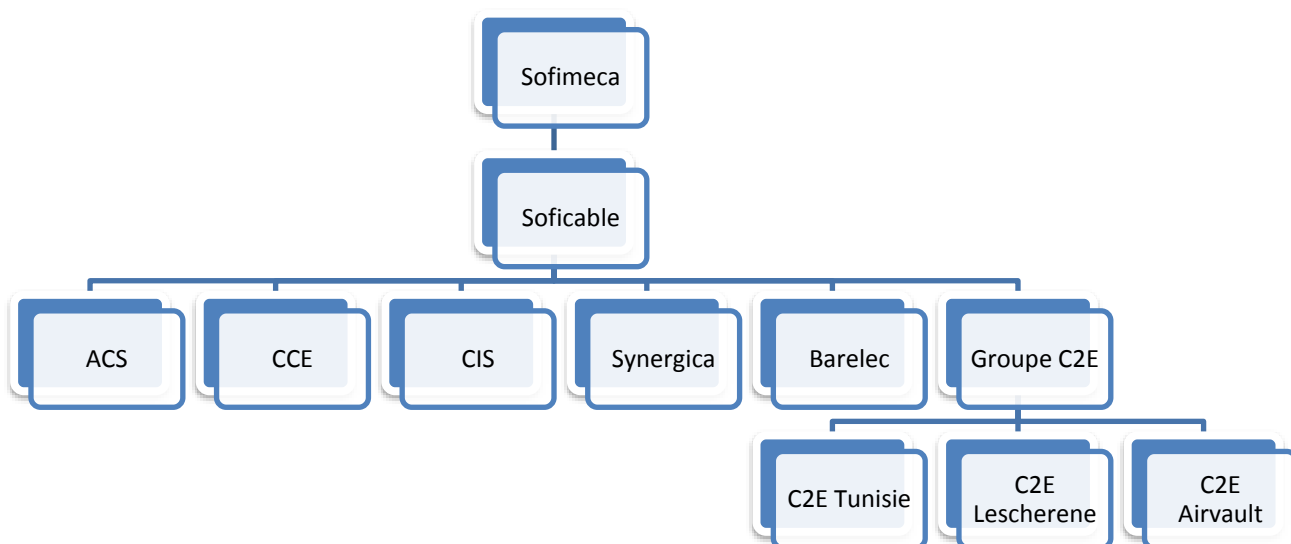 Sofimeca
Soficable
ACS
CCE
CIS
Synergica
Barelec
Groupe C2E
C2E Tunisie
C2E
Lescherene
C2E
Airvault